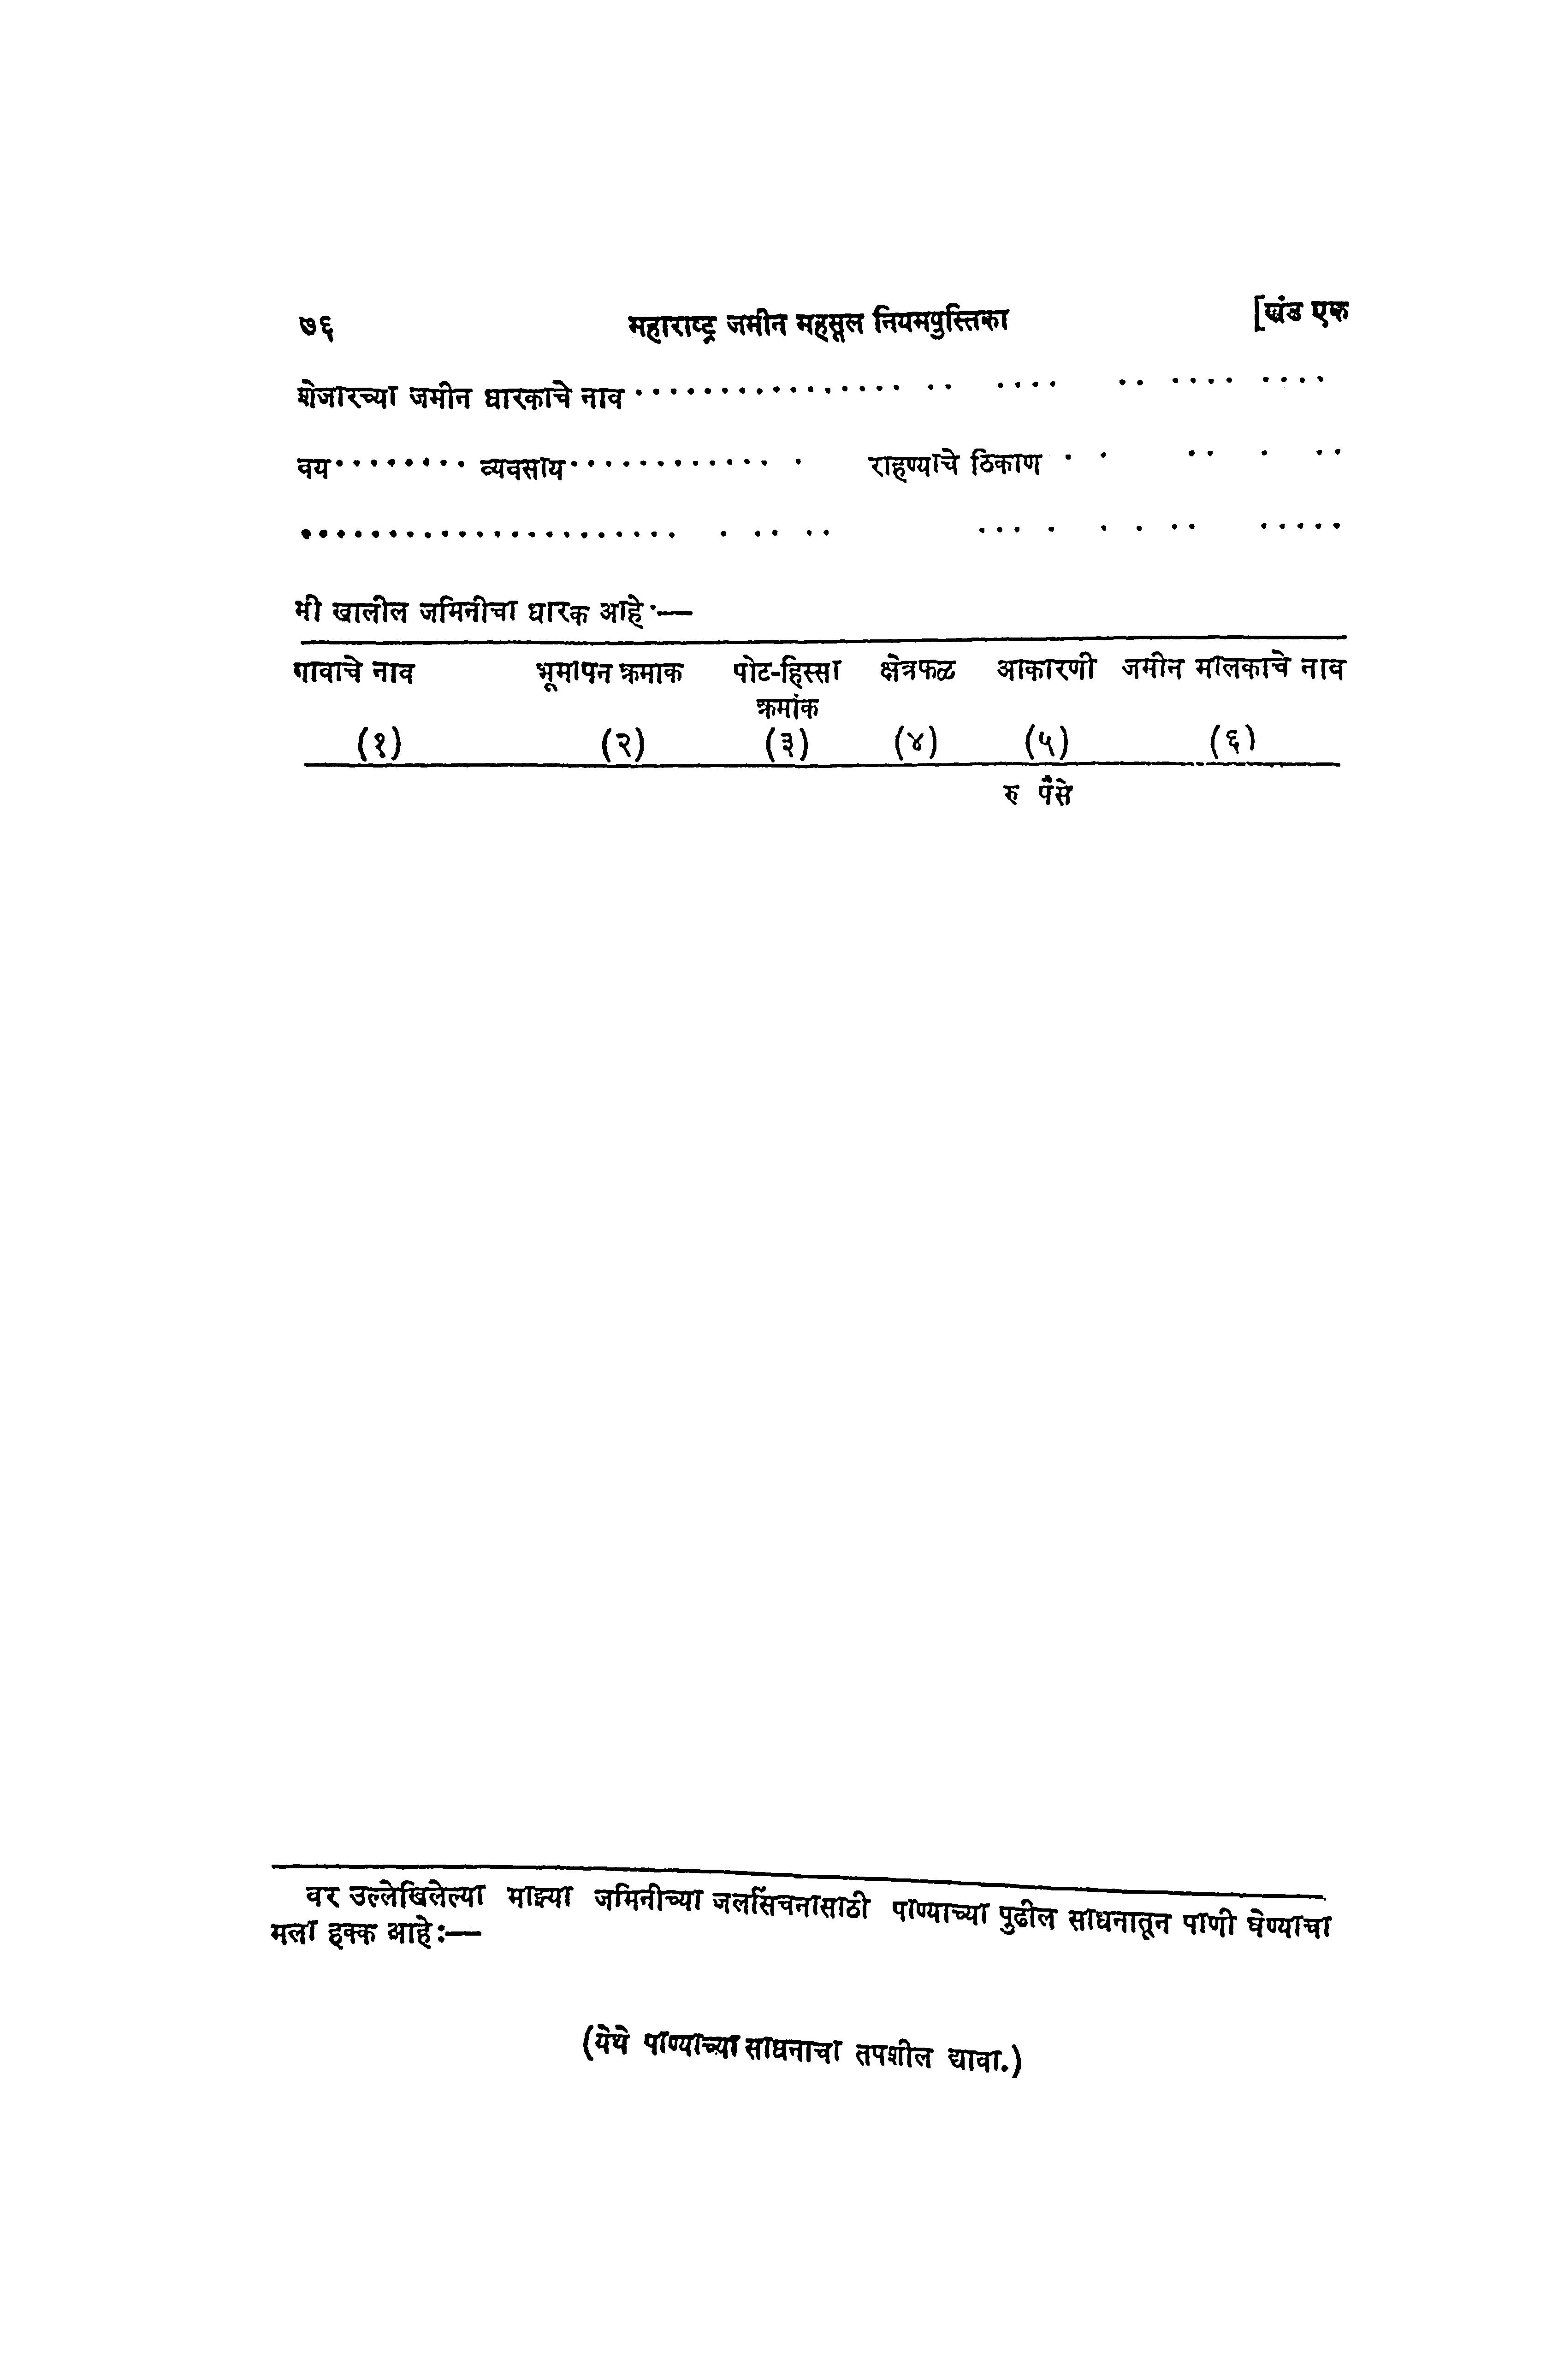 ७६ महाराष्ट्र जमीन महसूल नियमपुस्तिका [खंड एक
शेजारच्या जमीन धारकाचे नाव ................ .. .... .. .... ....
वय ........ व्यवसाय ............ . राहण्याचे ठिकाण . . .. . ..
...................... . .. .. ... . . . .. .....
मी खालील जमिनीचा धारक आहे :—
गावाचे नाव भूमापन क्रमाक पोट-हिस्सा क्षेत्रफळ आकारणी जमीन मालकाचे नाव
क्रमांक
(१) (२) (३) (४) (५) (६)
रु पैसे
वर उल्लेखिलेल्या माझ्या जमिनीच्या जलसिंचनासाठी पाण्याच्या पुढील साधनातून पाणी घेण्याचा
मला हक्क आहे :—
(येथे पाण्याच्या साधनाचा तपशील द्यावा.)